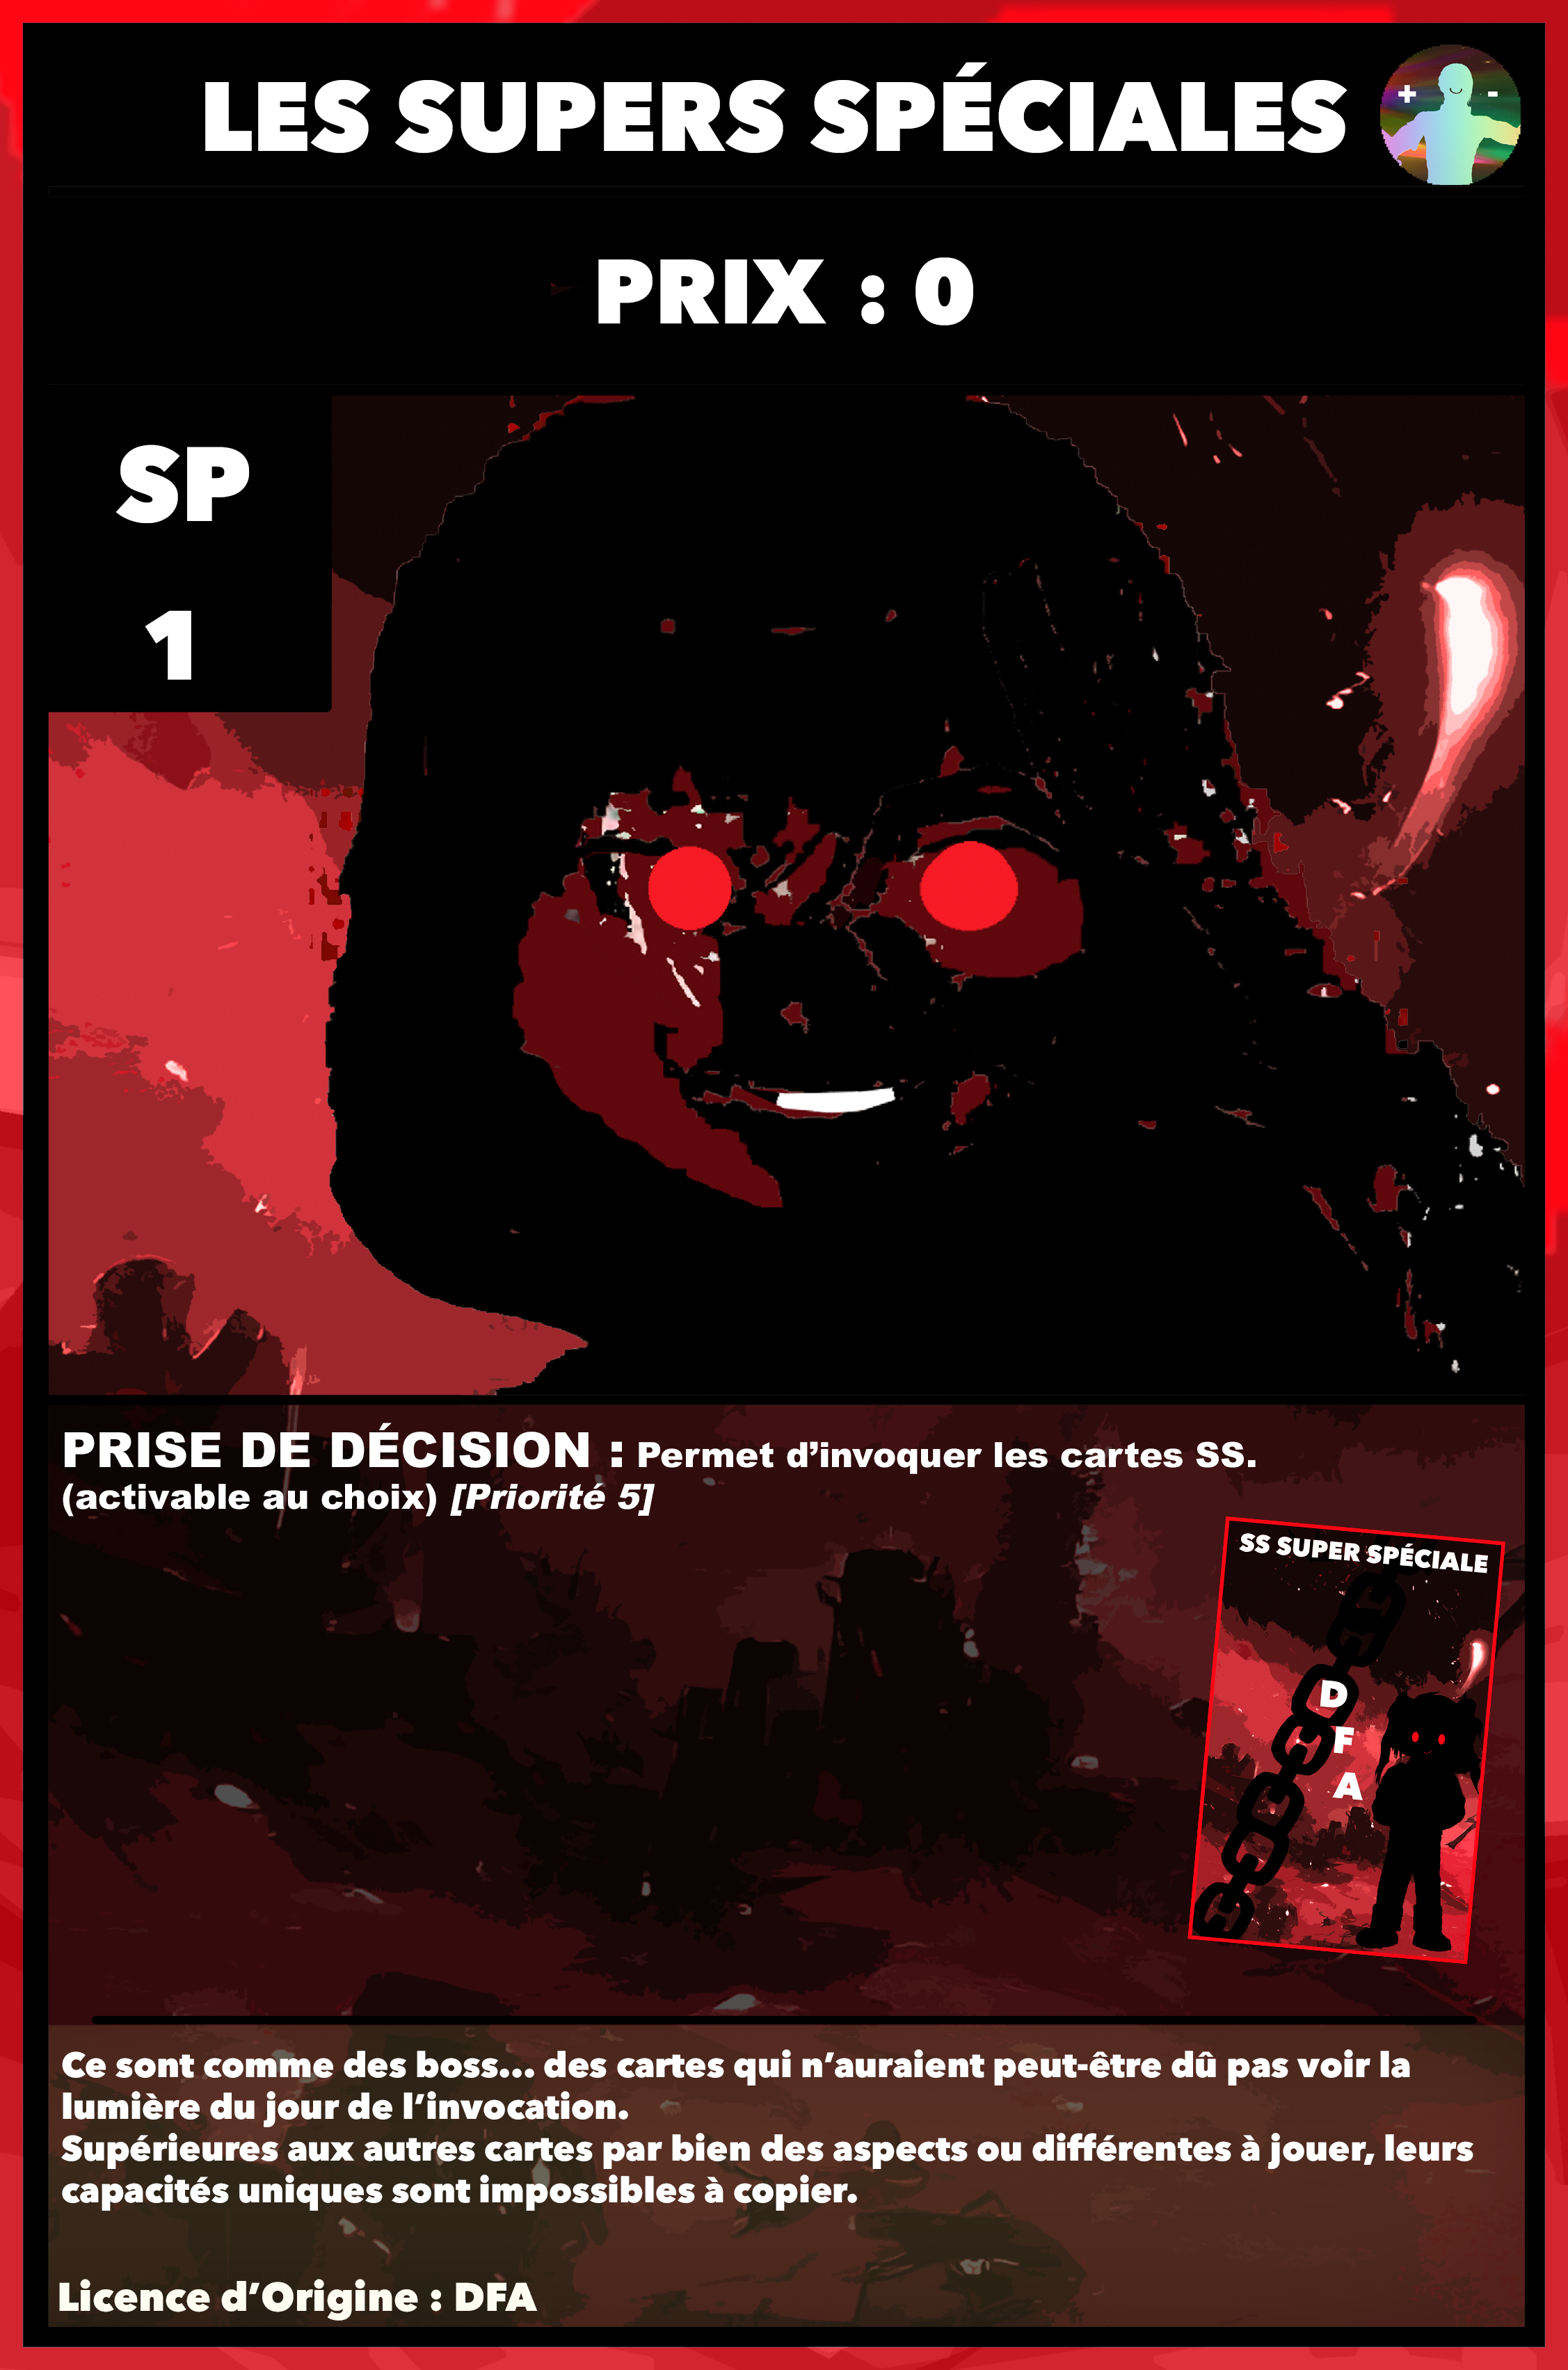 LES SUPERS SPÉCIALES
+ -
PRIX : 0
SP
1
PRISE DE DÉCISION : Permet d’invoquer les cartes SS.
(activable au choix) [Priorité 5]
SS SUPER SPÉCIALE
D
F
A
Ce sont comme des boss... des cartes qui n’auraient peut-être dû pas voir la
lumière du jour de l’invocation.
Supérieures aux autres cartes par bien des aspects ou différentes à jouer, leurs
capacités uniques sont impossibles à copier.
Licence d’Origine : DFA